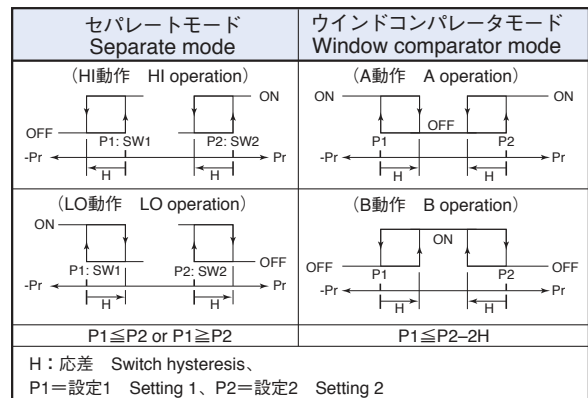 セパレートモード
Separate mode
ウインドコンパレータモード
Window comparator mode
(HI動作　HI operation)
ON
OFF
P1: SW1
P2: SW2
-Pr
Pr
H
H
(A動作　A operation)
ON
ON
OFF
P1
P2
-Pr
Pr
H
H
(LO動作　LO operation)
ON
P1: SW1
P2: SW2
OFF
-Pr
Pr
H
H
(B動作　B operation)
ON
OFF
OFF
P1
P2
-Pr
Pr
H
H
P1≦P2 or P1≧P2
P1≦P2–2H
H：応差　Switch hysteresis、
P1＝設定1　Setting 1、P2＝設定2　Setting 2